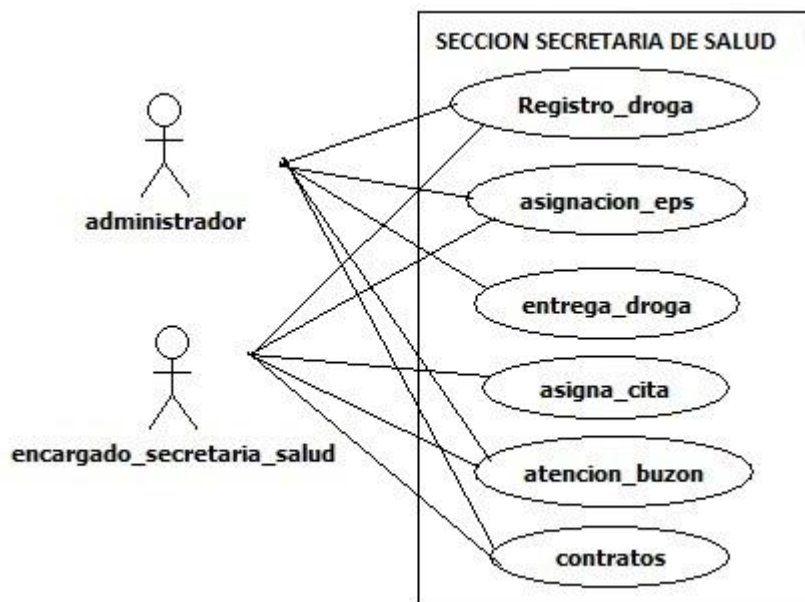 SECCION SECRETARIA DE SALUD
Registro_droga
administrador
asignacion_eps
entrega_droga
asigna_cita
encargado_secretaria_salud
atencion_buzon
contratos